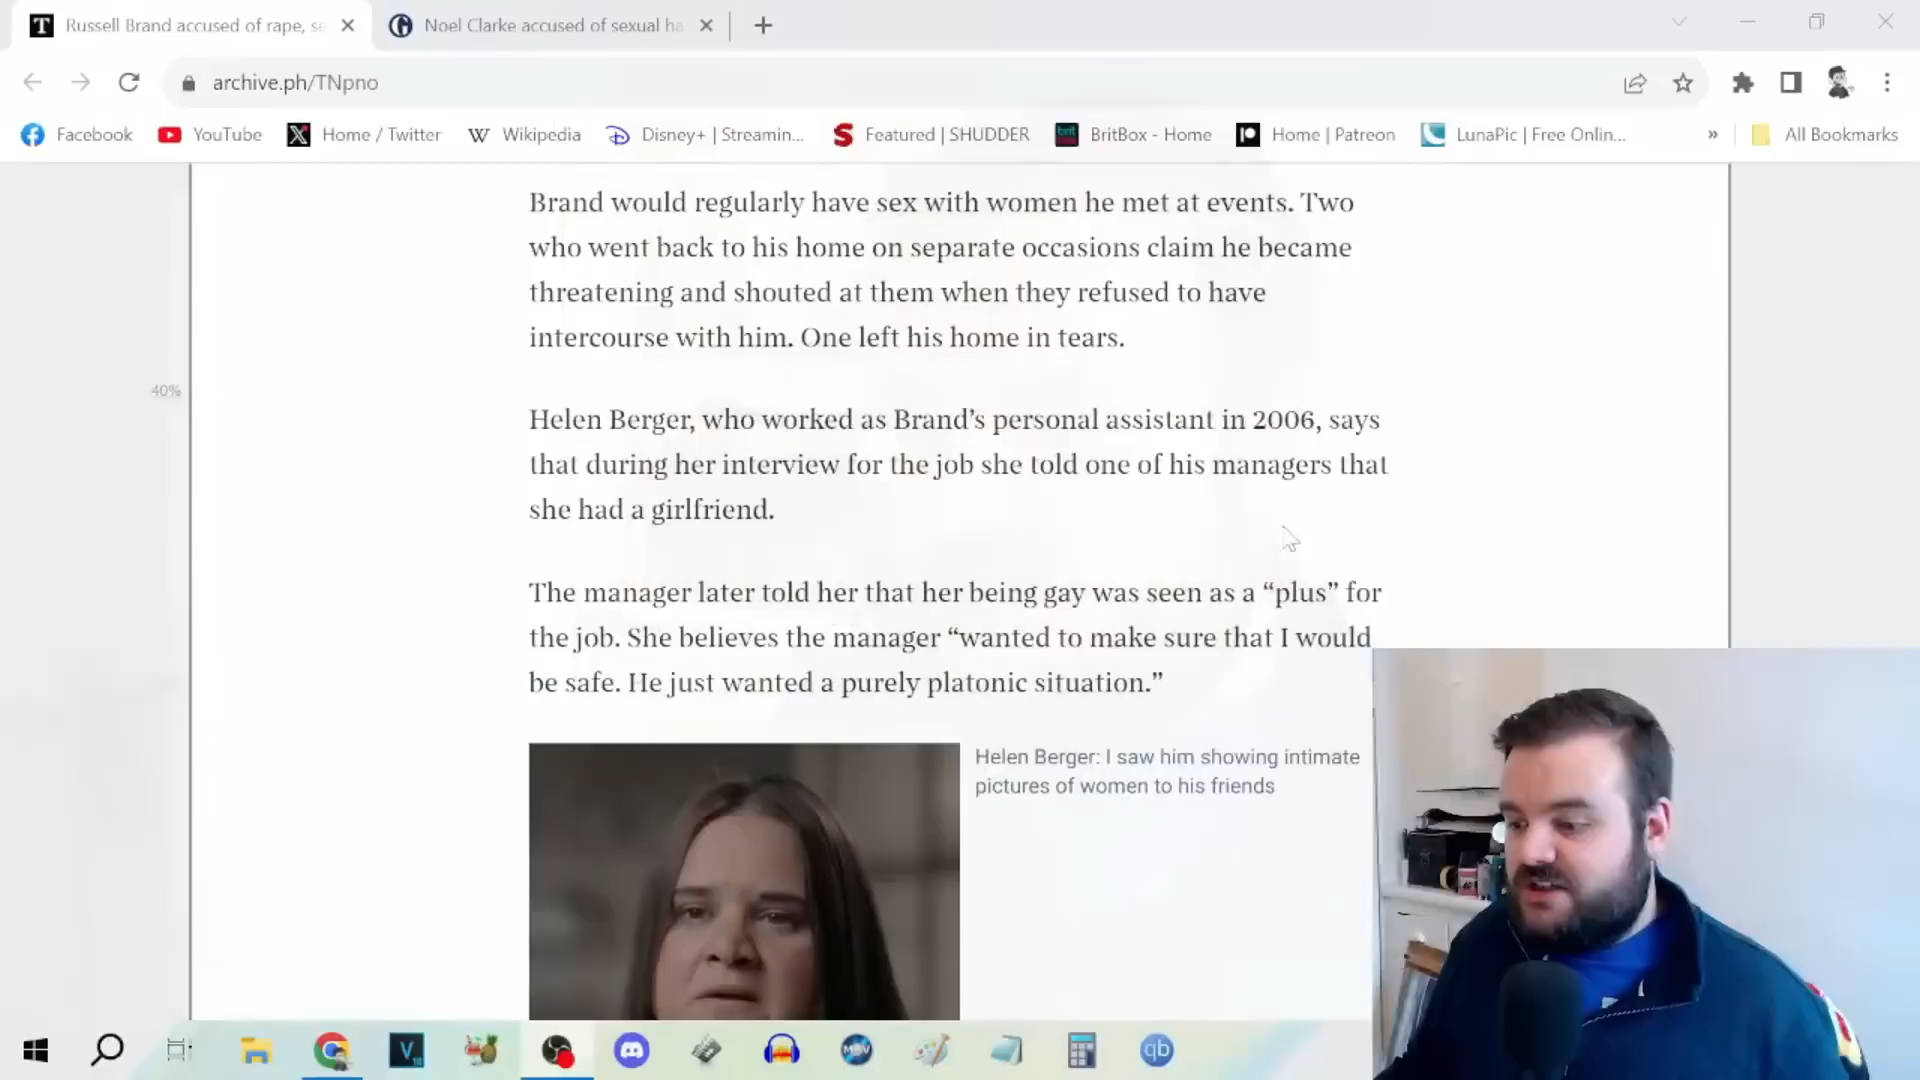 Russell Brand accused of rape, se
Noel Clarke accused of sexual ha
archive.ph/TNpno
Facebook
YouTube
Home / Twitter
Wikipedia
Disney+ | Streamin...
Featured | SHUDDER
BritBox - Home
Home | Patreon
LunaPic | Free Onlin...
»
All Bookmarks
Brand would regularly have sex with women he met at events. Two
who went back to his home on separate occasions claim he became
threatening and shouted at them when they refused to have
intercourse with him. One left his home in tears.
40%
Helen Berger, who worked as Brand’s personal assistant in 2006, says
that during her interview for the job she told one of his managers that
she had a girlfriend.
The manager later told her that her being gay was seen as a “plus” for
the job. She believes the manager “wanted to make sure that I would
be safe. He just wanted a purely platonic situation.”
Helen Berger: I saw him showing intimate
pictures of women to his friends